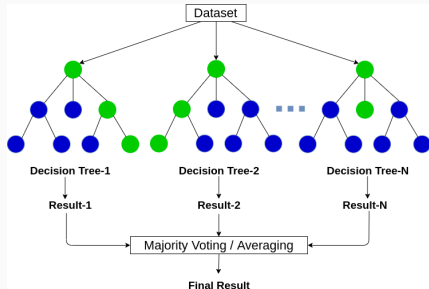 Dataset
Decision Tree-1
Decision Tree-2
Decision Tree-N
Result-1
Result-2
Result-N
Majority Voting / Averaging
Final Result